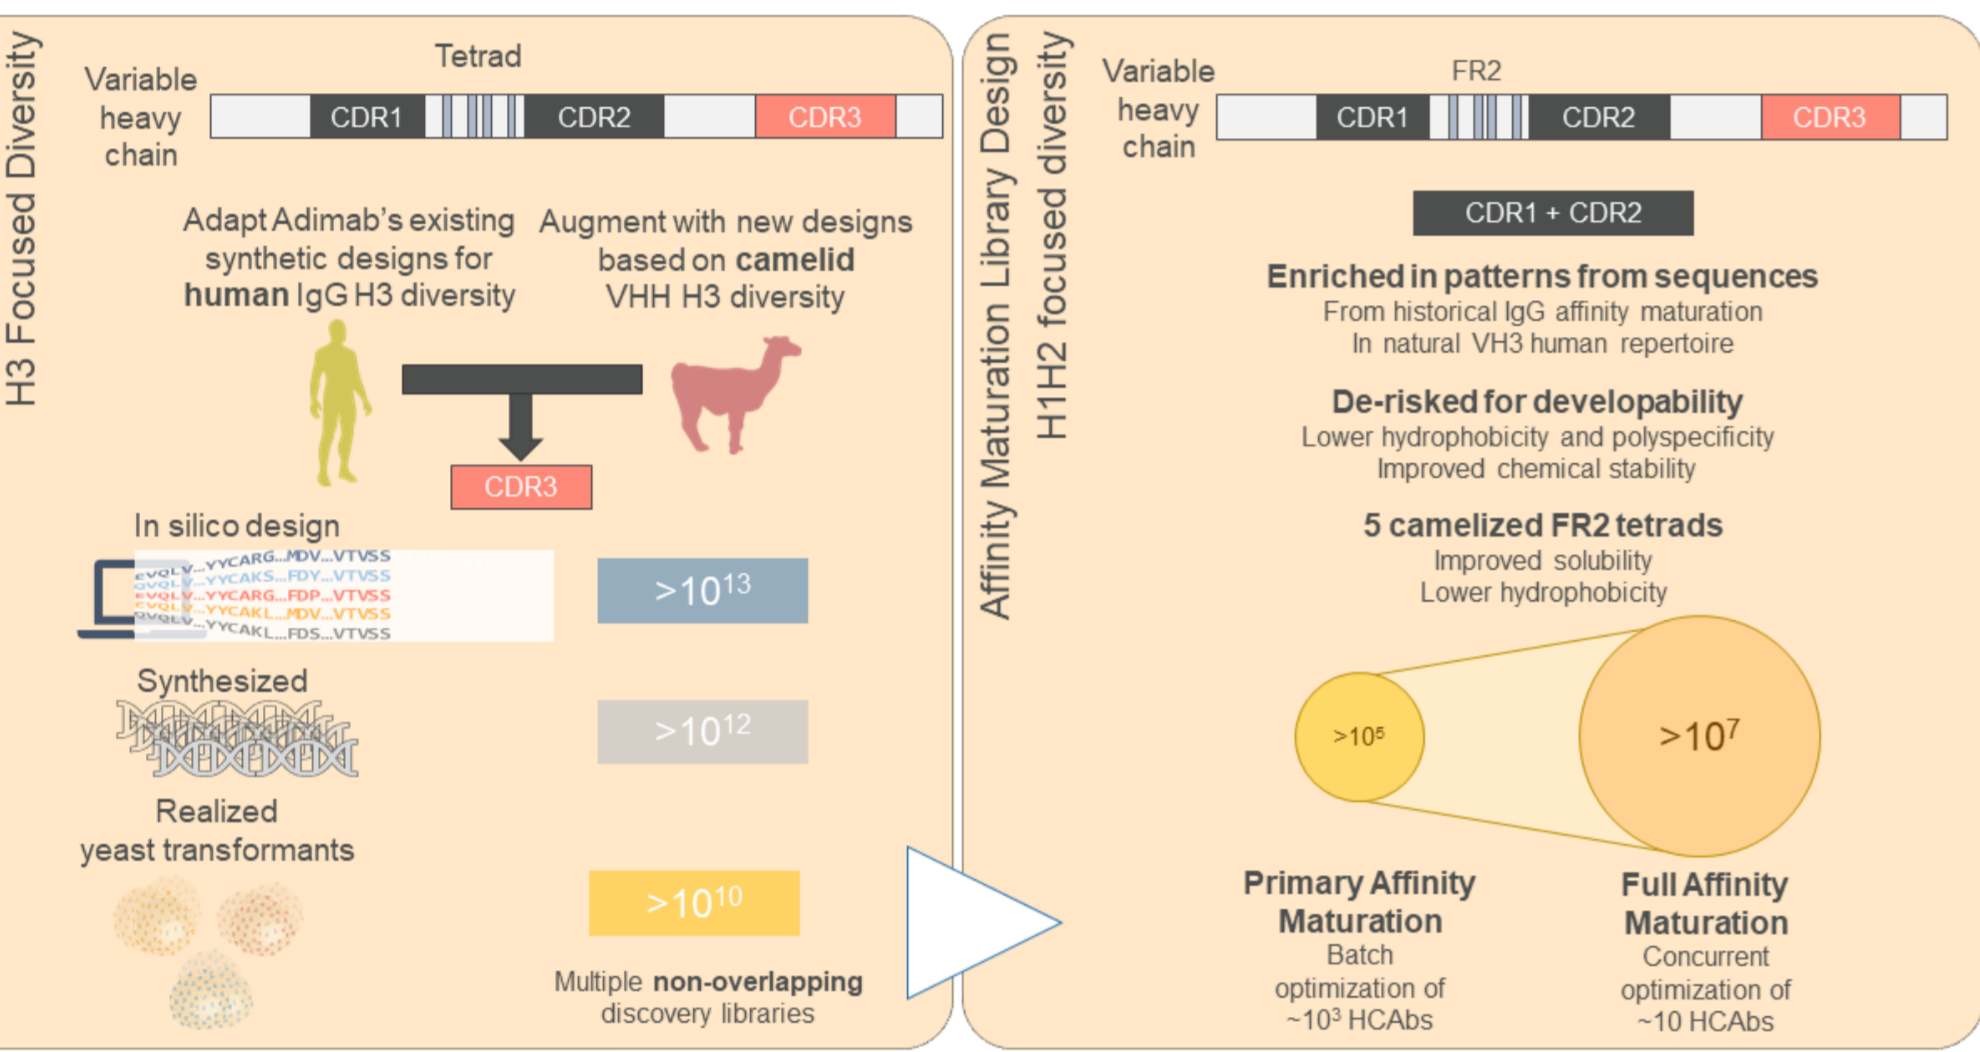 H3 Focused Diversity
Tetrad
Variable
heavy
chain
CDR1
CDR2
CDR3
Adapt Adimab's existing
synthetic designs for
human IgG H3 diversity
Augment with new designs
based on camelid
VHH H3 diversity
CDR3
In silico design
EVQLV...YYCARG...MDV...VTVSS
QVQLV...YYCAKS...FDY...VTVSS
EVQLV...YYCARG...FDP...VTVSS
YYCAKL...MDV...VTVSS
QVQLV...YYCAKL...FDS...VTVSS
>10¹³
Synthesized
>10¹²
Realized
yeast transformants
>10¹⁰
Multiple non-overlapping
discovery libraries
Affinity Maturation Library Design
H1H2 focused diversity
Variable
heavy
chain
FR2
CDR1
CDR2
CDR3
CDR1 + CDR2
Enriched in patterns from sequences
From historical IgG affinity maturation
In natural VH3 human repertoire
De-risked for developability
Lower hydrophobicity and polyspecificity
Improved chemical stability
5 camelized FR2 tetrads
Improved solubility
Lower hydrophobicity
>10⁵
>10⁷
Primary Affinity
Maturation
Batch
optimization of
~10³ HCAbs
Full Affinity
Maturation
Concurrent
optimization of
~10 HCAbs